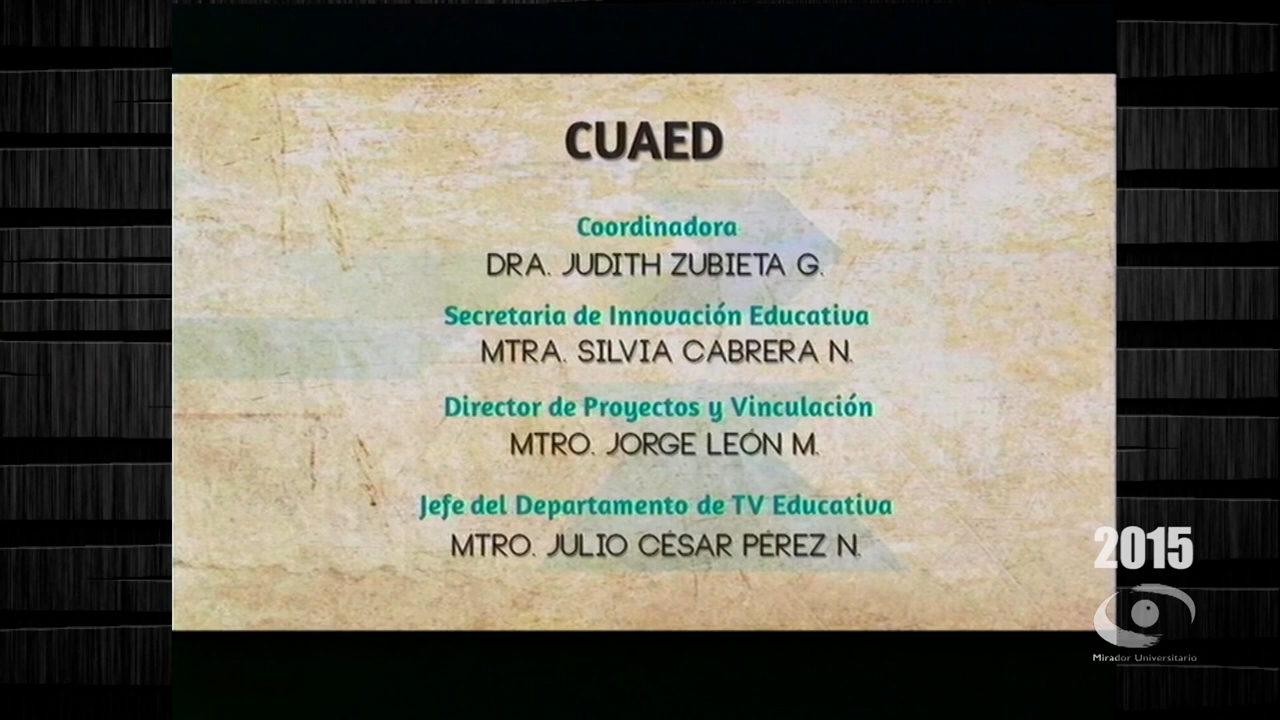 CUAED
Coordinadora
DRA. JUDITH ZUBIETA G.
Secretaria de Innovación Educativa
MTRA. SILVIA CABRERA N.
Director de Proyectos y Vinculación
MTRO. JORGE LEÓN M.
Jefe del Departamento de TV Educativa
MTRO. JULIO CÉSAR PÉREZ N.
2015
Mirador Universitario